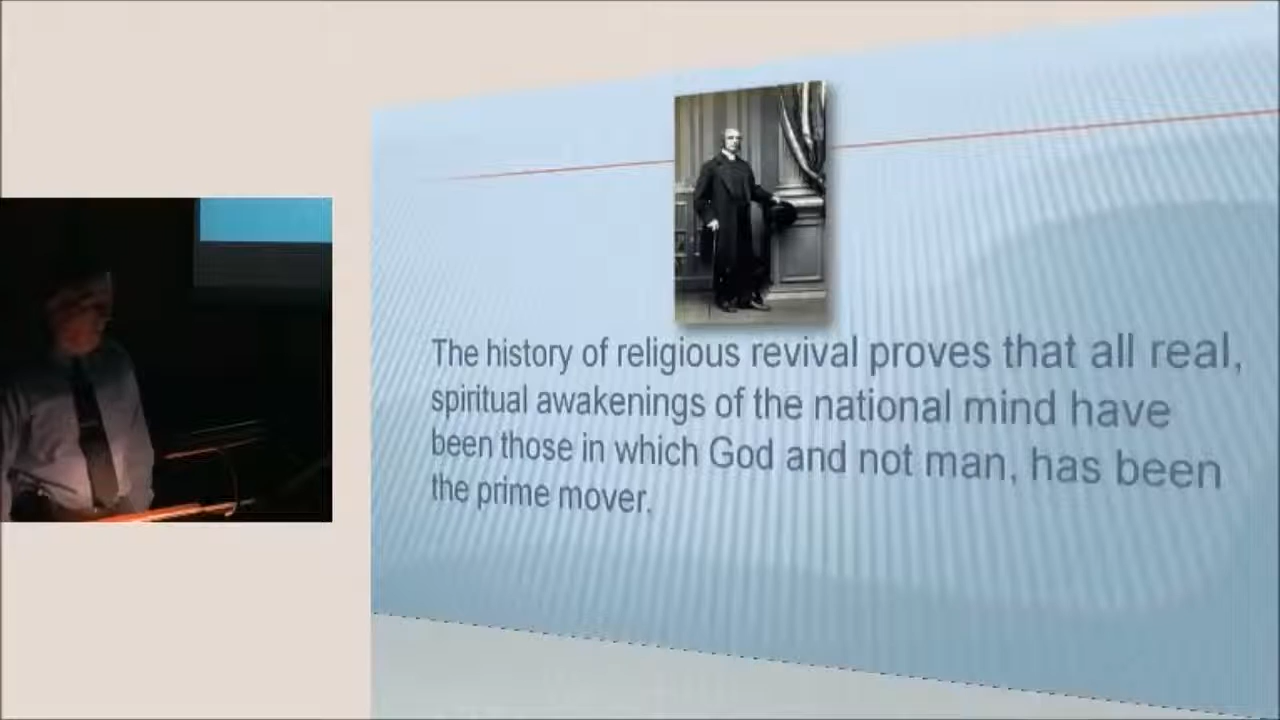 The history of religious revival proves that all real,
spiritual awakenings of the national mind have
been those in which God and not man, has been
the prime mover.